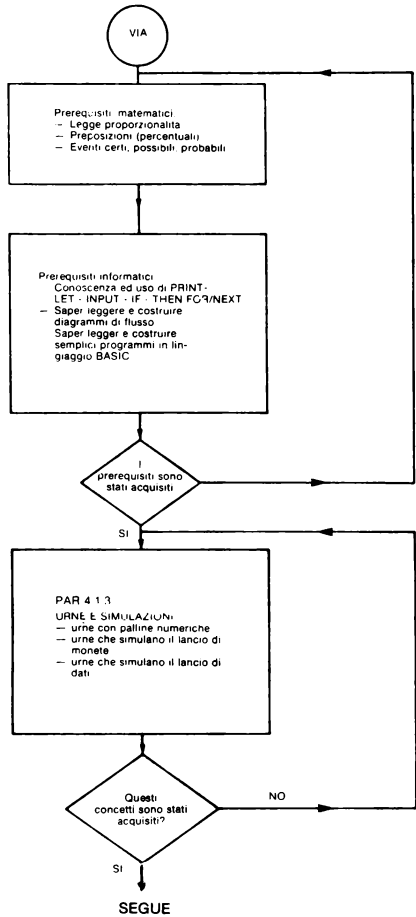 VIA
Prerequisiti matematici
— Legge proporzionalità
— Preposizioni (percentuali)
— Eventi certi, possibili, probabili
Prerequisiti informatici
Conoscenza ed uso di PRINT-
LET - INPUT - IF - THEN FOR/NEXT
— Saper leggere e costruire
diagrammi di flusso
Saper legger e costruire
semplici programmi in lin-
giaggio BASIC
I
prerequisiti sono
stati acquisiti
SI
PAR 4.1.3
URNE E SIMULAZIONI
— urne con palline numeriche
— urne che simulano il lancio di
monete
— urne che simulano il lancio di
dati
Questi
concetti sono stati
acquisiti?
NO
SI
SEGUE